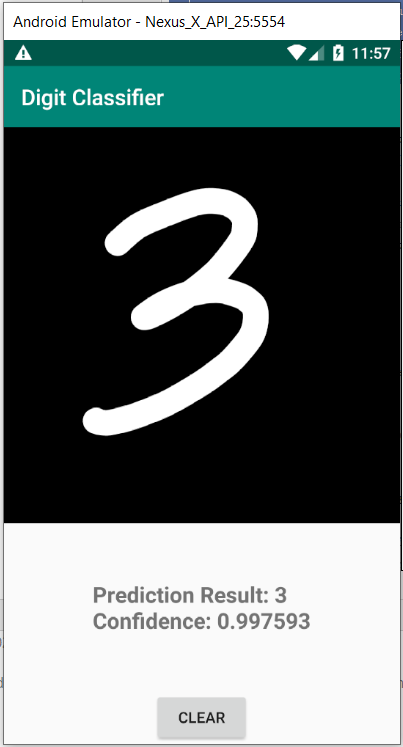 Android Emulator - Nexus_X_API_25:5554
11:57
Digit Classifier
3
Prediction Result: 3
Confidence: 0.997593
CLEAR